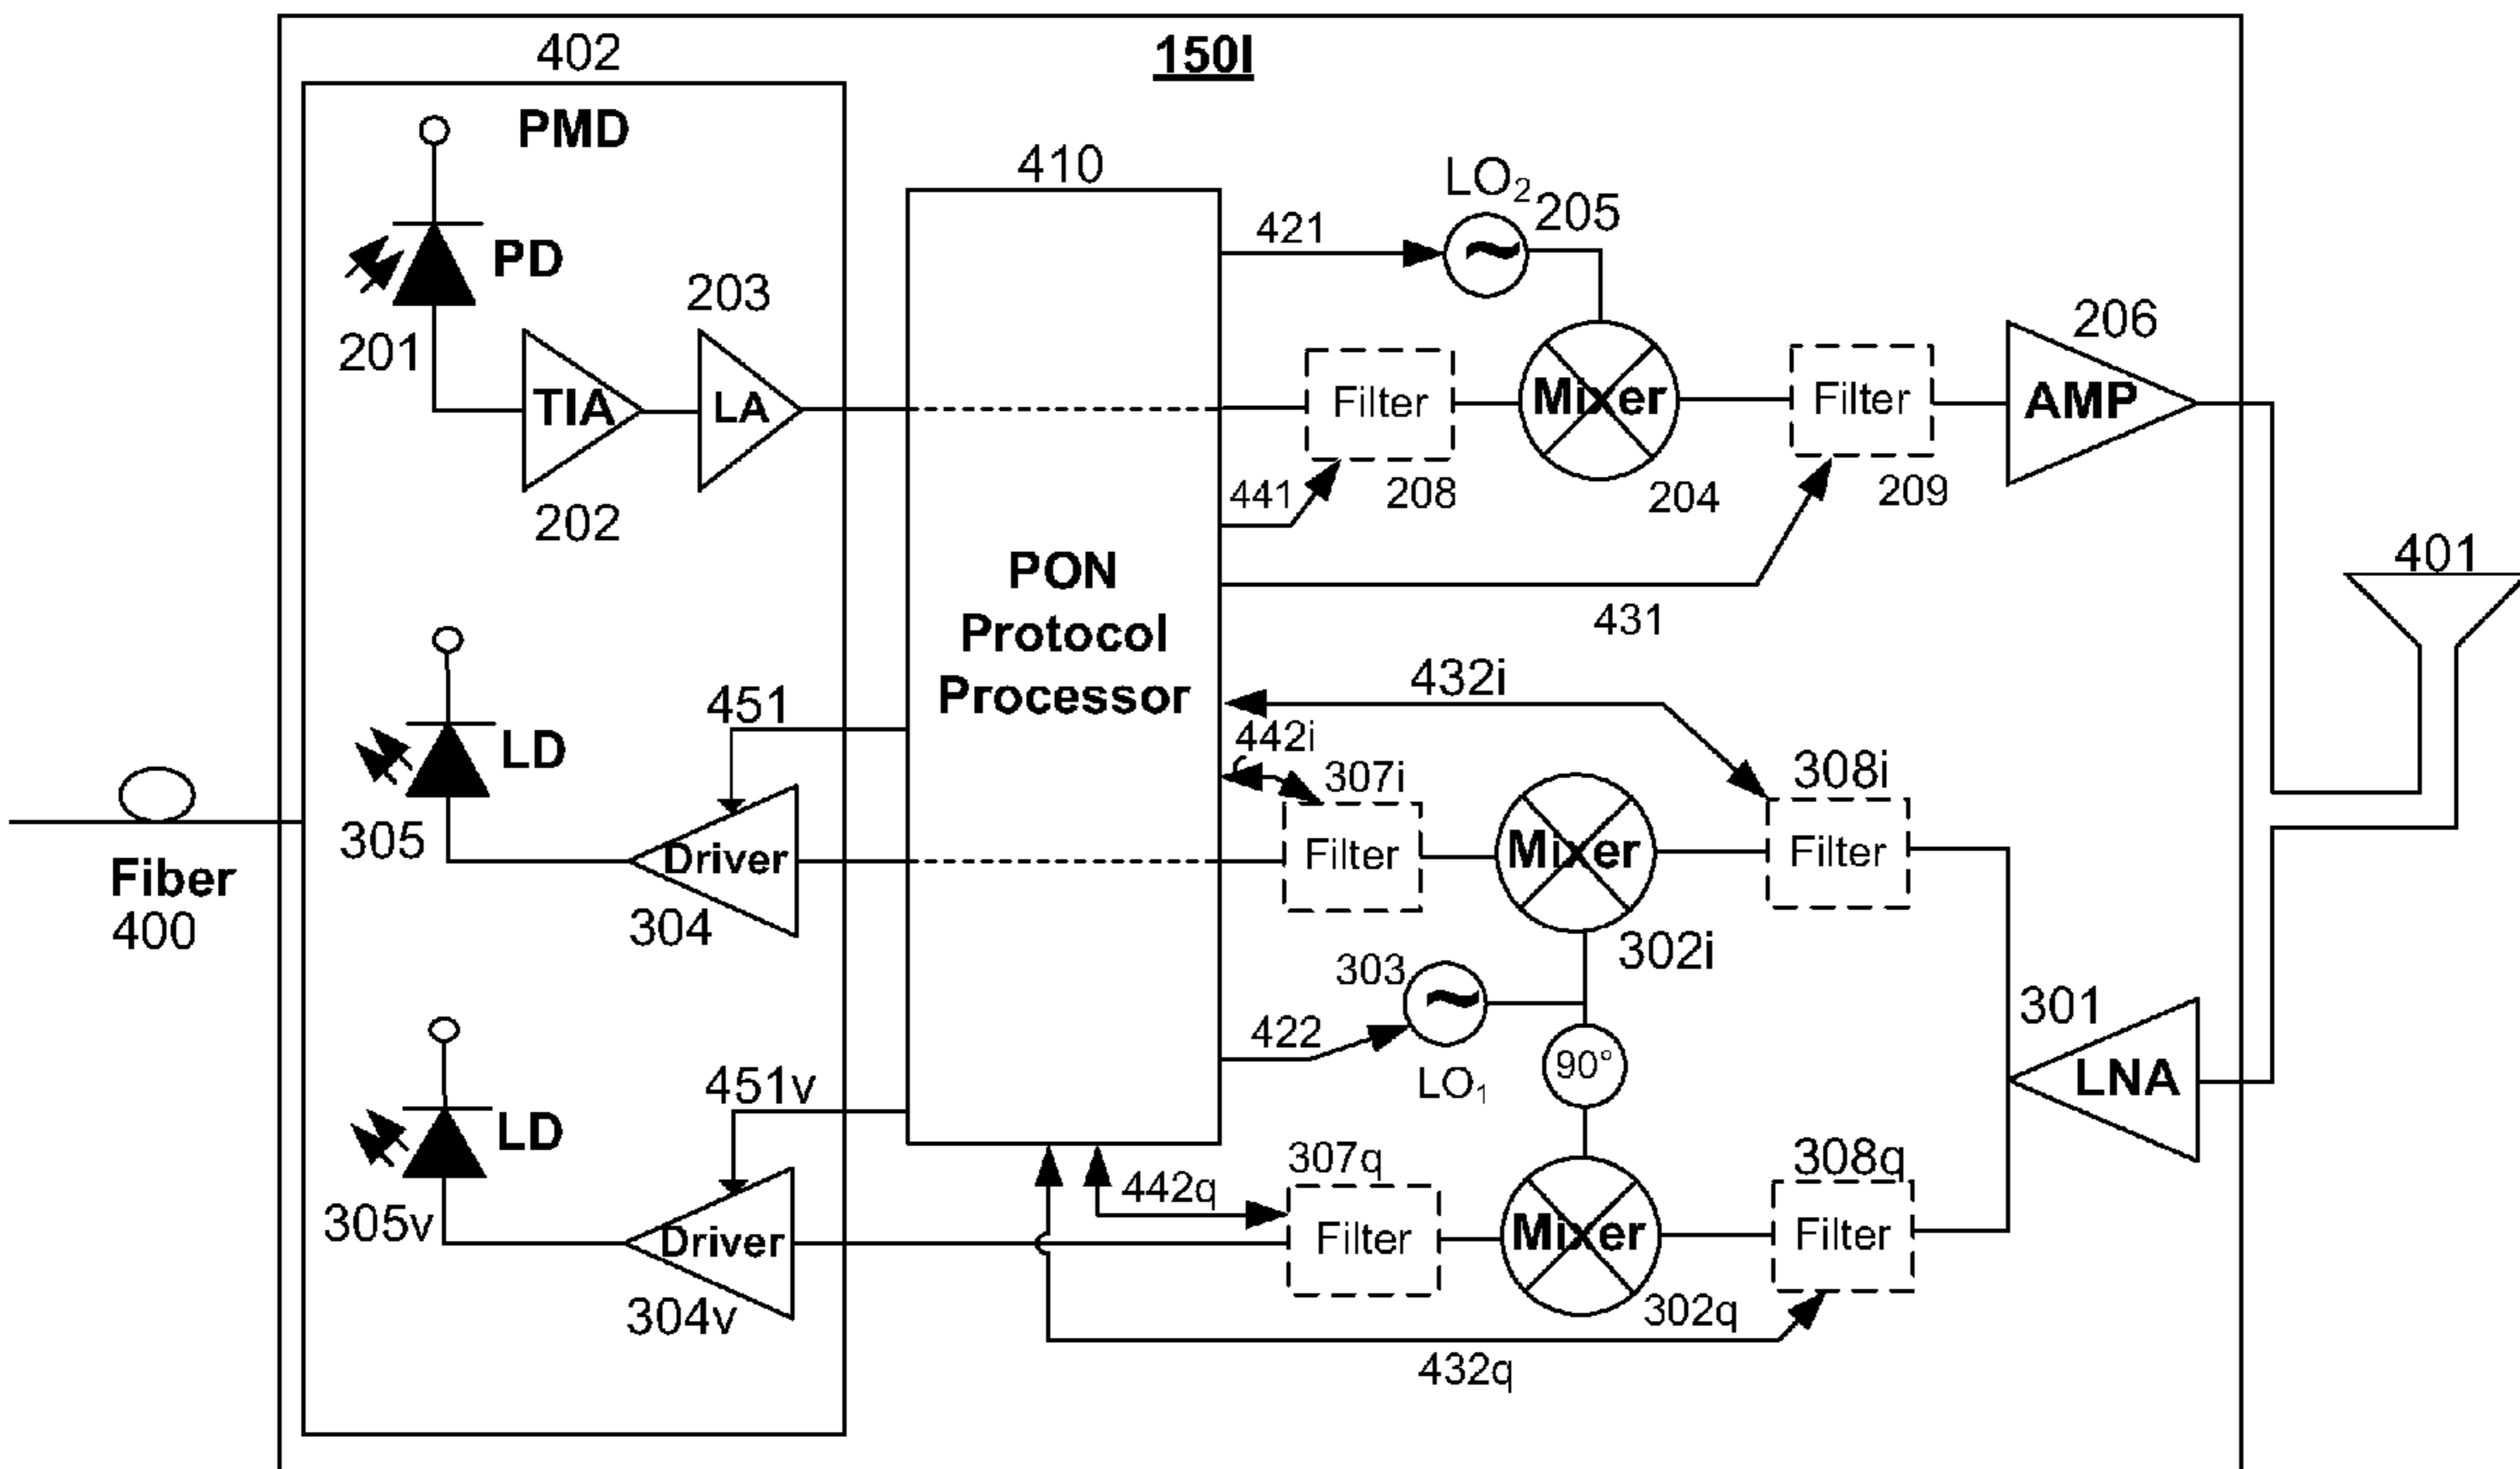 150I
402
PMD
PD
201
TIA
202
203
LA
410
PON
Protocol
Processor
421
LO2
205
Filter
208
441
Mixer
204
Filter
209
431
206
AMP
401
432i
442i
307i
Filter
Mixer
302i
308i
Filter
451
LD
305
Driver
304
Fiber
400
303
422
LO1
90°
301
LNA
451v
LD
305v
Driver
304v
442q
307q
Filter
Mixer
302q
308q
Filter
432q